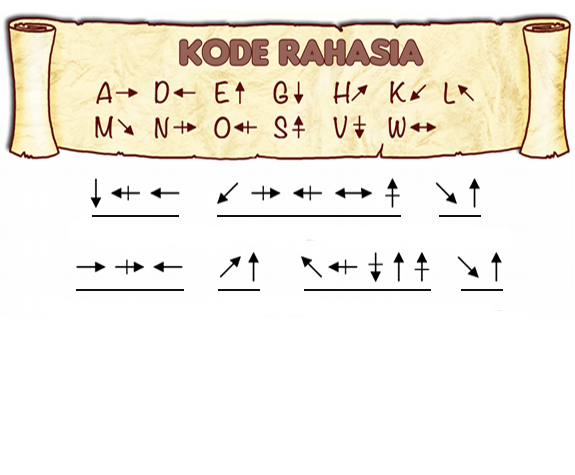 KODE RAHASIA
A→ D← E↑ G↓ H↗ K↙ L↖
M↘ N⇸ O⇷ S⇞ V⇟ W↔
↓⇷← ↙⇸⇷↔⇞ ↘↑
→⇸← ↗↑ ↖⇷⇟↑⇞ ↘↑